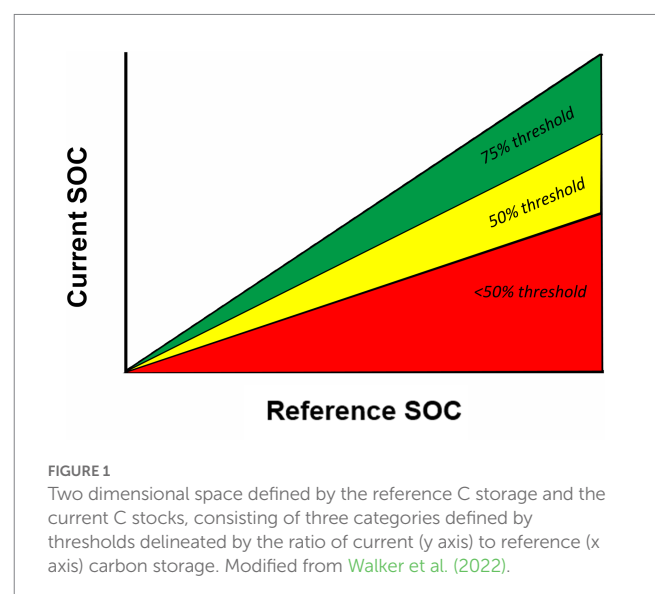 Current SOC
75% threshold
50% threshold
<50% threshold
Reference SOC
FIGURE 1
Two dimensional space defined by the reference C storage and the
current C stocks, consisting of three categories defined by
thresholds delineated by the ratio of current (y axis) to reference (x
axis) carbon storage. Modified from Walker et al. (2022).